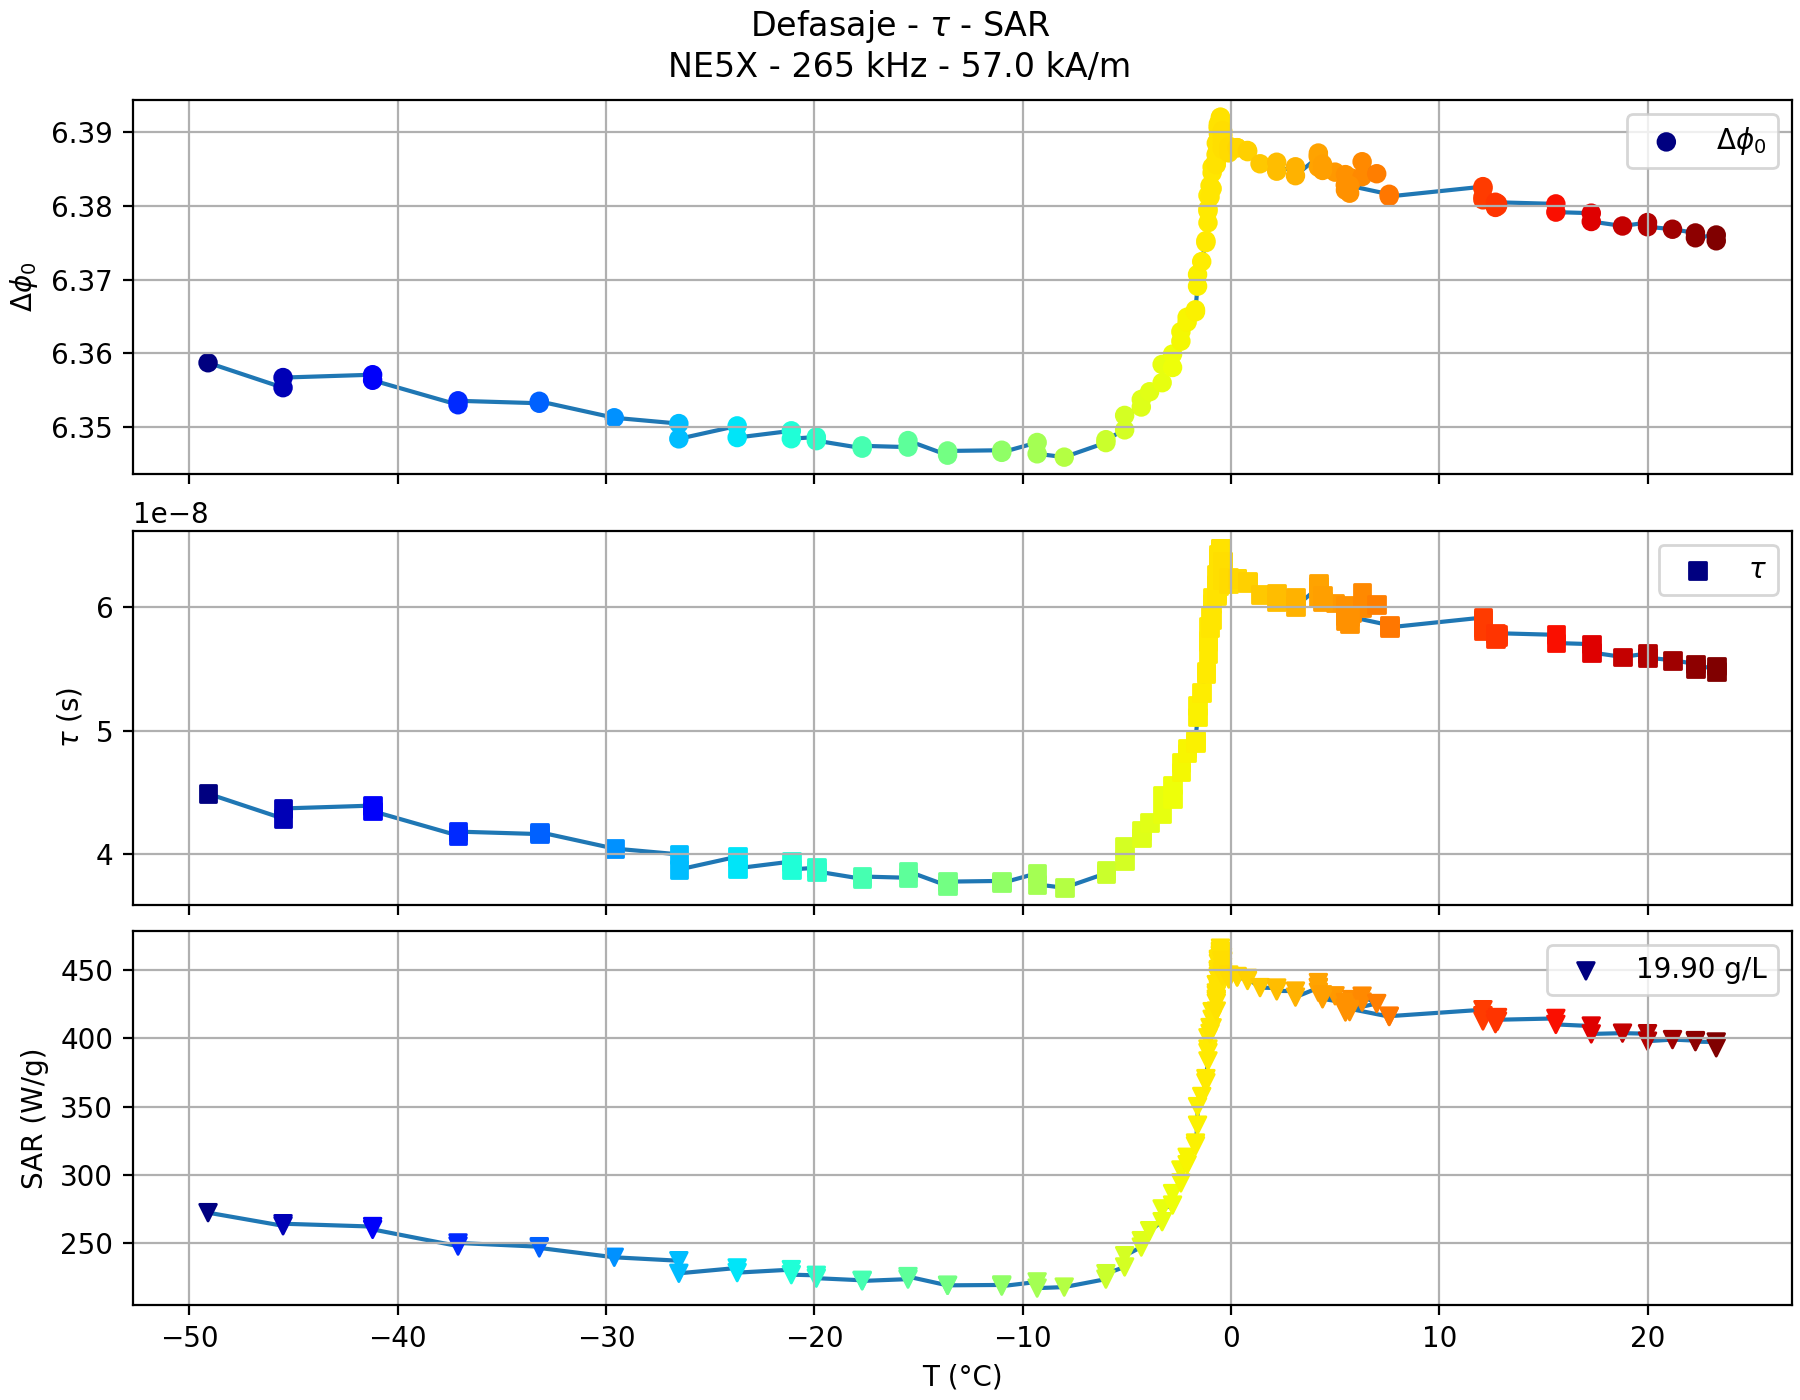 Defasaje - τ - SAR
NE5X - 265 kHz - 57.0 kA/m
6.39
6.38
6.37
6.36
6.35
Δϕ₀
Δϕ₀
1e−8
6
5
4
τ (s)
τ
450
400
350
300
250
SAR (W/g)
19.90 g/L
−50 −40 −30 −20 −10 0 10 20
T (°C)